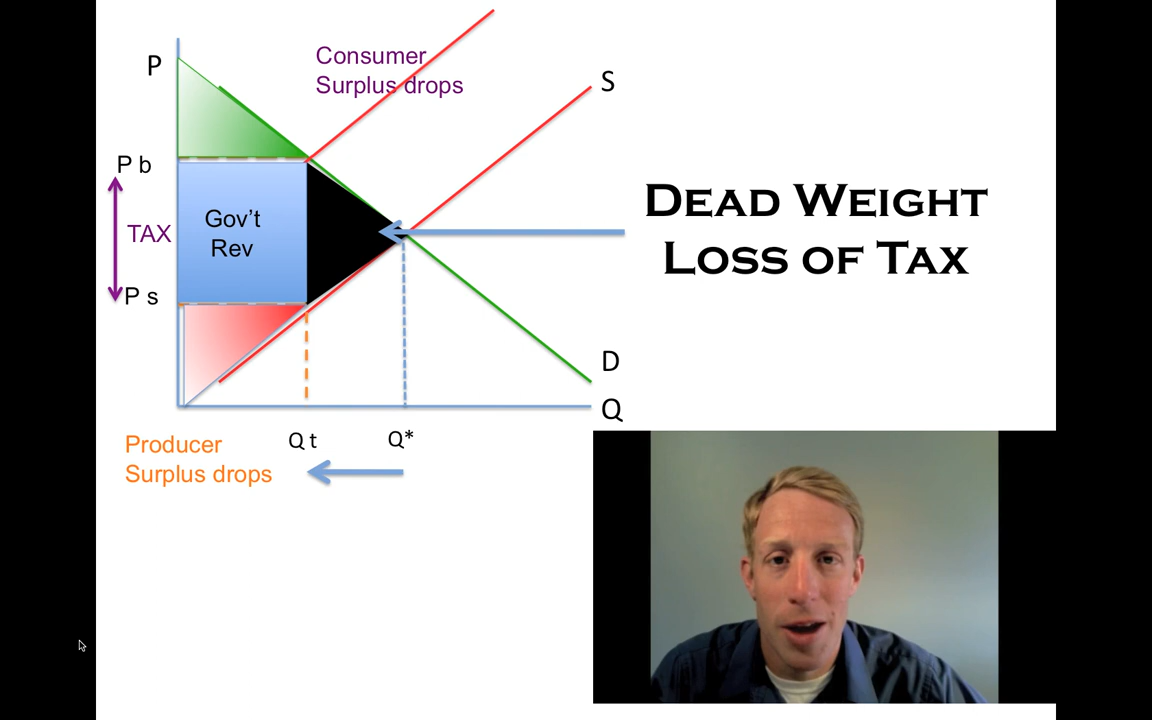 Consumer
Surplus drops
P
S
P b
Gov't
Rev
TAX
P s
Dead Weight
Loss of Tax
D
Q
Q t
Q*
Producer
Surplus drops